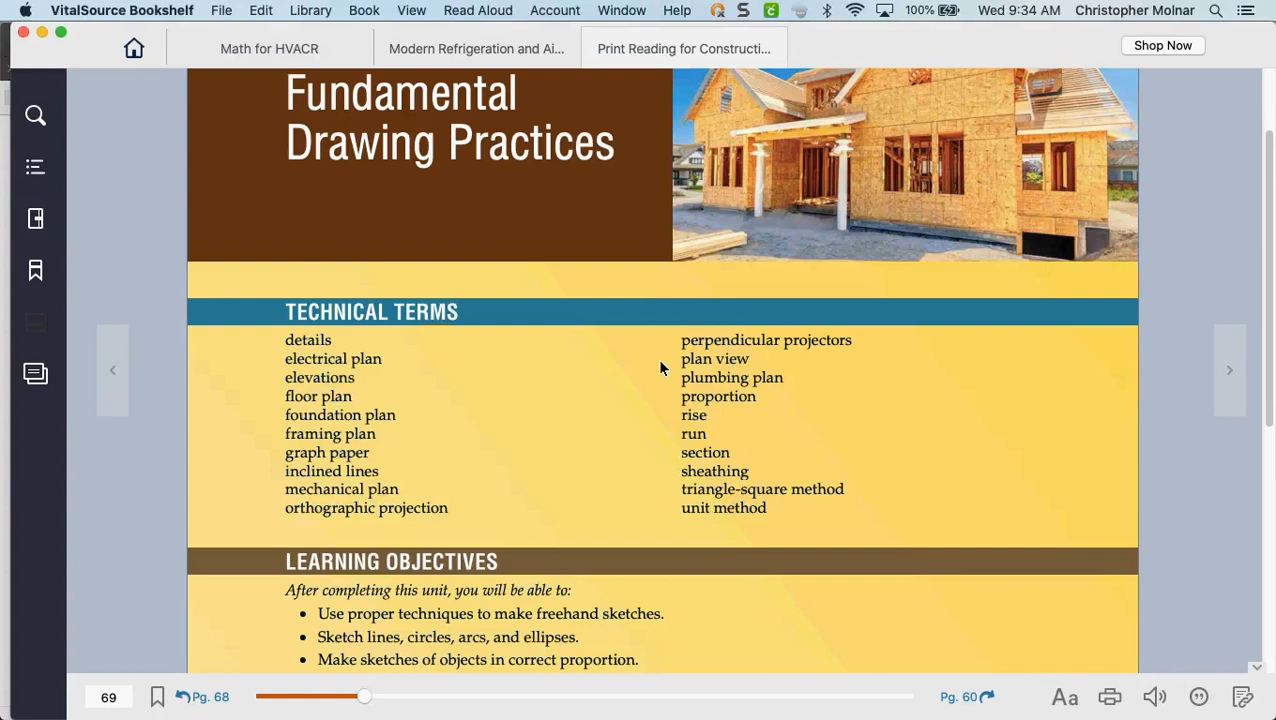 VitalSource Bookshelf File Edit Library Book View Read Aloud Account Window Help 100% Wed 9:34 AM Christopher Molnar
Math for HVACR
Modern Refrigeration and Ai...
Print Reading for Constructi...
Shop Now
Fundamental
Drawing Practices
TECHNICAL TERMS
details
electrical plan
elevations
floor plan
foundation plan
framing plan
graph paper
inclined lines
mechanical plan
orthographic projection
perpendicular projectors
plan view
plumbing plan
proportion
rise
run
section
sheathing
triangle-square method
unit method
LEARNING OBJECTIVES
After completing this unit, you will be able to:
• Use proper techniques to make freehand sketches.
• Sketch lines, circles, arcs, and ellipses.
• Make sketches of objects in correct proportion.
69
Pg. 68
Pg. 60
Aa